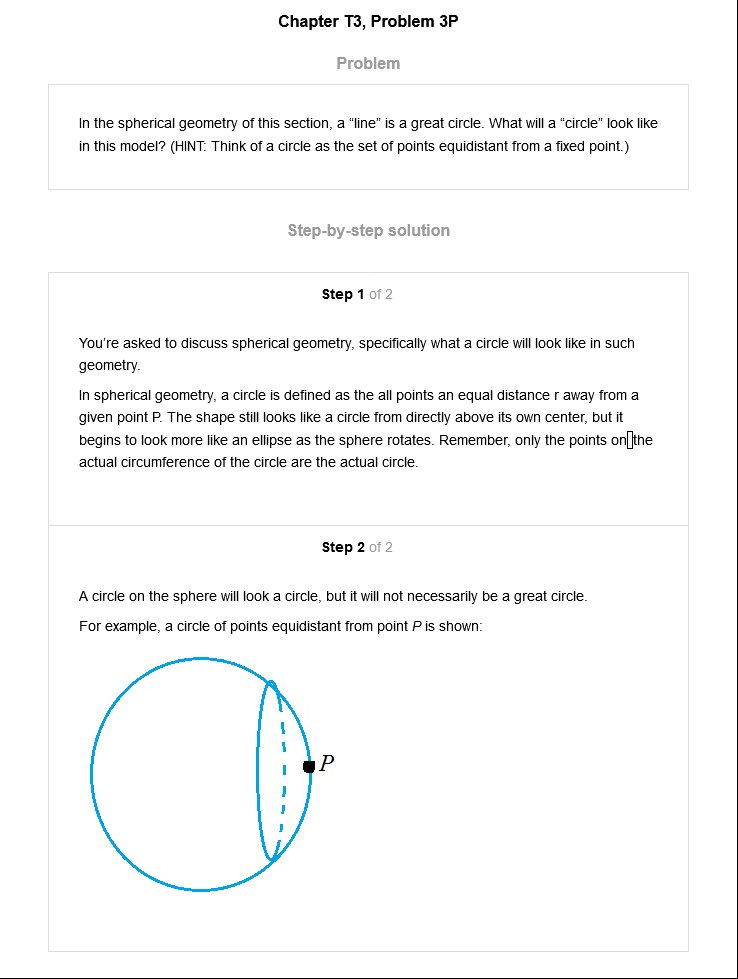 Chapter T3, Problem 3P
Problem
In the spherical geometry of this section, a “line” is a great circle. What will a “circle” look like
in this model? (HINT: Think of a circle as the set of points equidistant from a fixed point.)
Step-by-step solution
Step 1 of 2
You’re asked to discuss spherical geometry, specifically what a circle will look like in such
geometry.
In spherical geometry, a circle is defined as the all points an equal distance r away from a
given point P. The shape still looks like a circle from directly above its own center, but it
begins to look more like an ellipse as the sphere rotates. Remember, only the points on the
actual circumference of the circle are the actual circle.
Step 2 of 2
A circle on the sphere will look a circle, but it will not necessarily be a great circle.
For example, a circle of points equidistant from point P is shown:
P